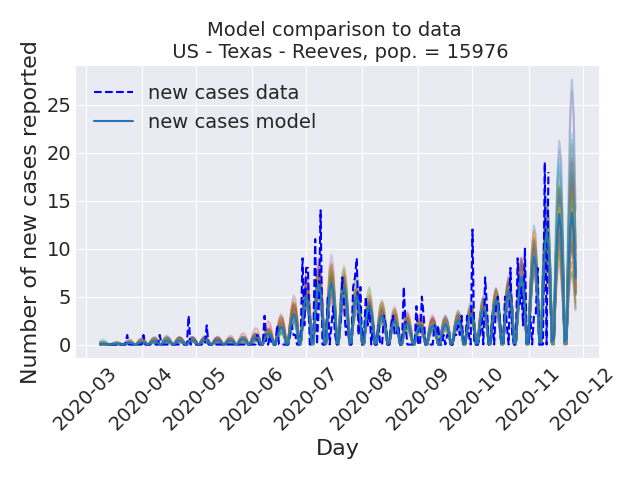 Model comparison to data
US - Texas - Reeves, pop. = 15976
Number of new cases reported
25
20
15
10
5
0
new cases data
new cases model
2020-03
2020-04
2020-05
2020-06
2020-07
2020-08
2020-09
2020-10
2020-11
2020-12
Day